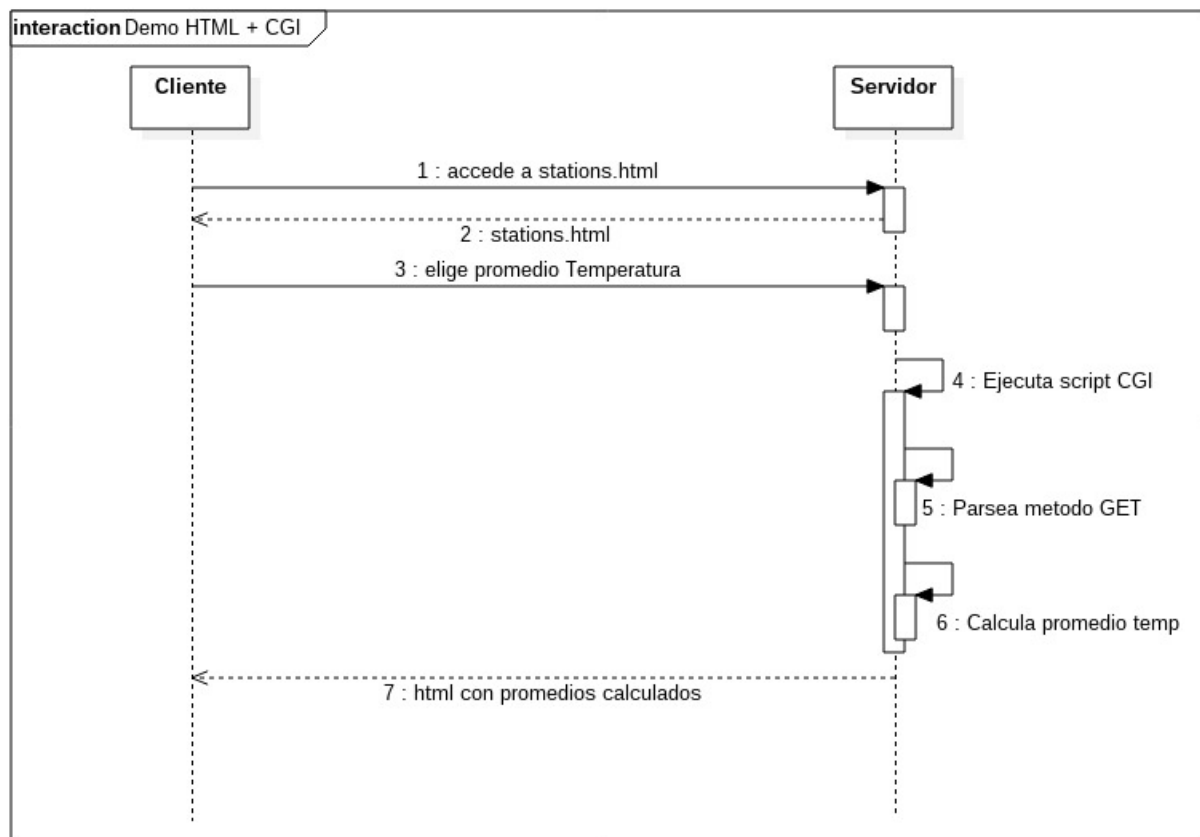 interaction Demo HTML + CGI
Cliente
Servidor
1 : accede a stations.html
2 : stations.html
3 : elige promedio Temperatura
4 : Ejecuta script CGI
5 : Parsea metodo GET
6 : Calcula promedio temp
7 : html con promedios calculados